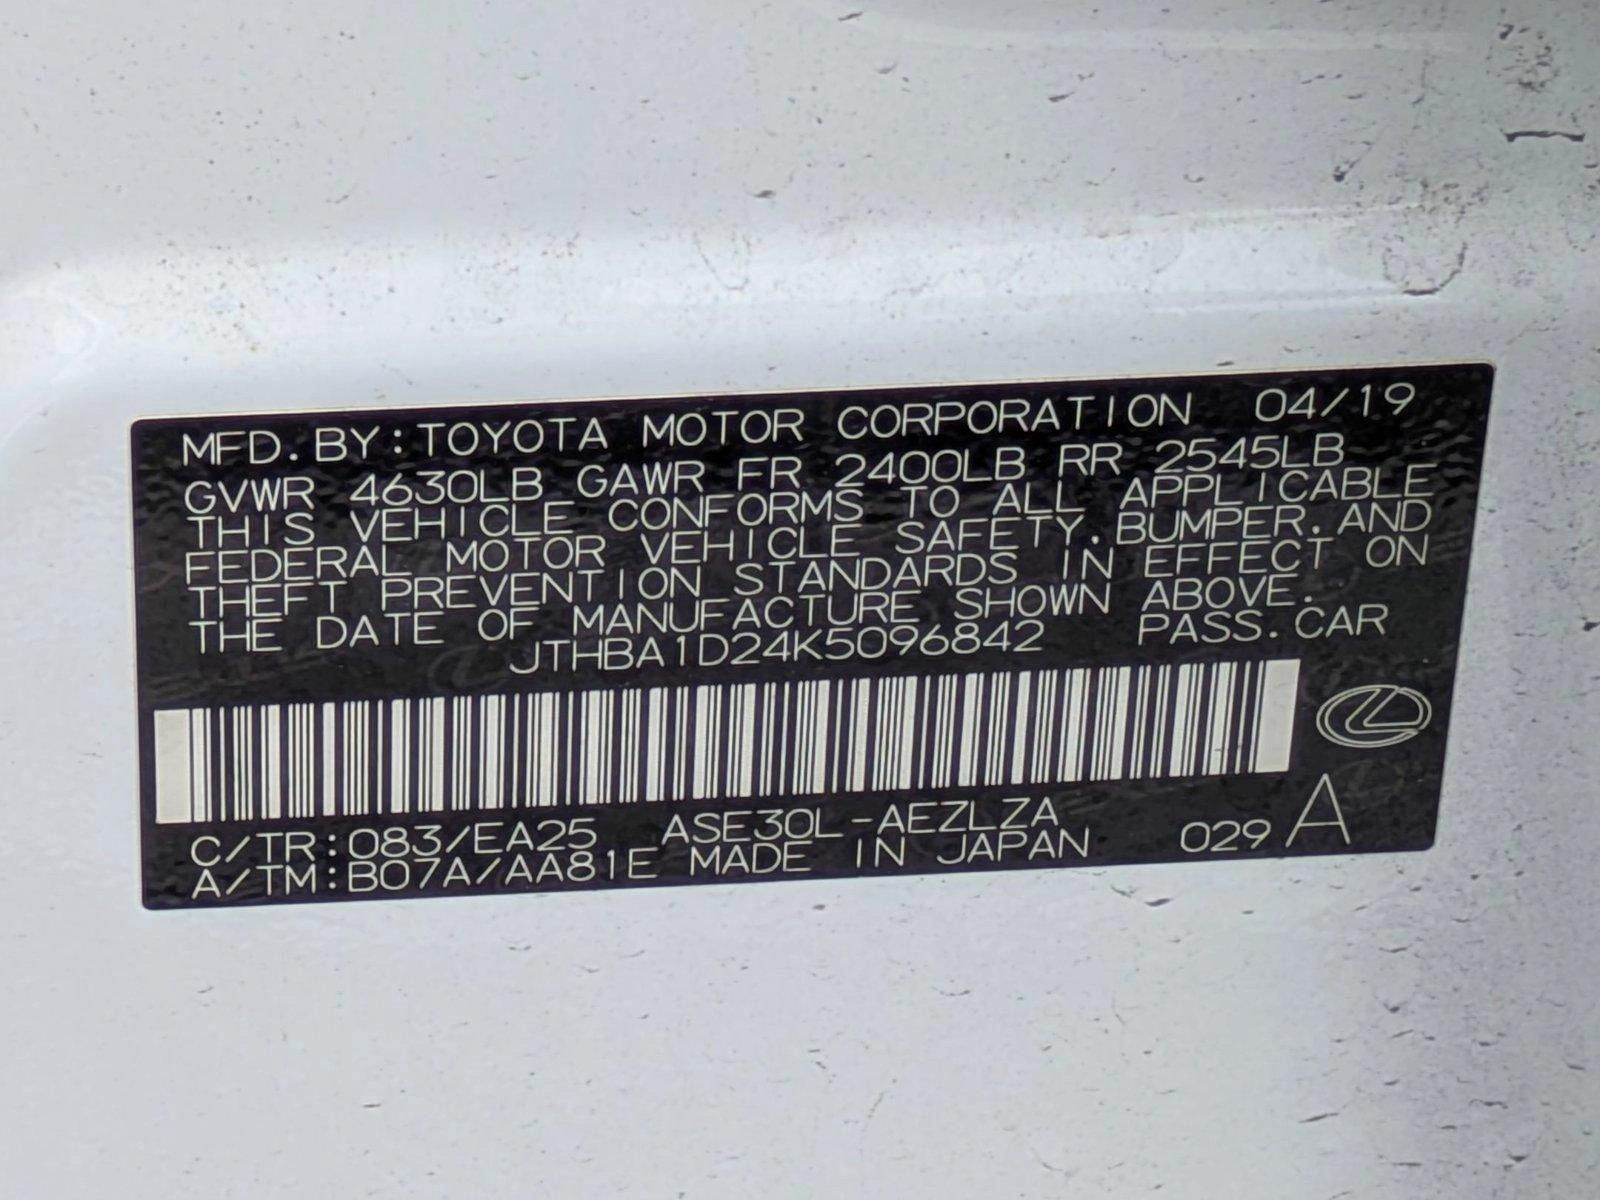 MFD. BY: TOYOTA MOTOR CORPORATION 04/19
GVWR 4630LB GAWR FR 2400LB RR 2545LB
THIS VEHICLE CONFORMS TO ALL APPLICABLE
FEDERAL MOTOR VEHICLE SAFETY, BUMPER, AND
THEFT PREVENTION STANDARDS IN EFFECT ON
THE DATE OF MANUFACTURE SHOWN ABOVE.
JTHBA1D24K5096842 PASS. CAR
C/TR: 083/EA25 ASE30L-AEZLZA
A/TM: B07A/AA81E MADE IN JAPAN 029 A